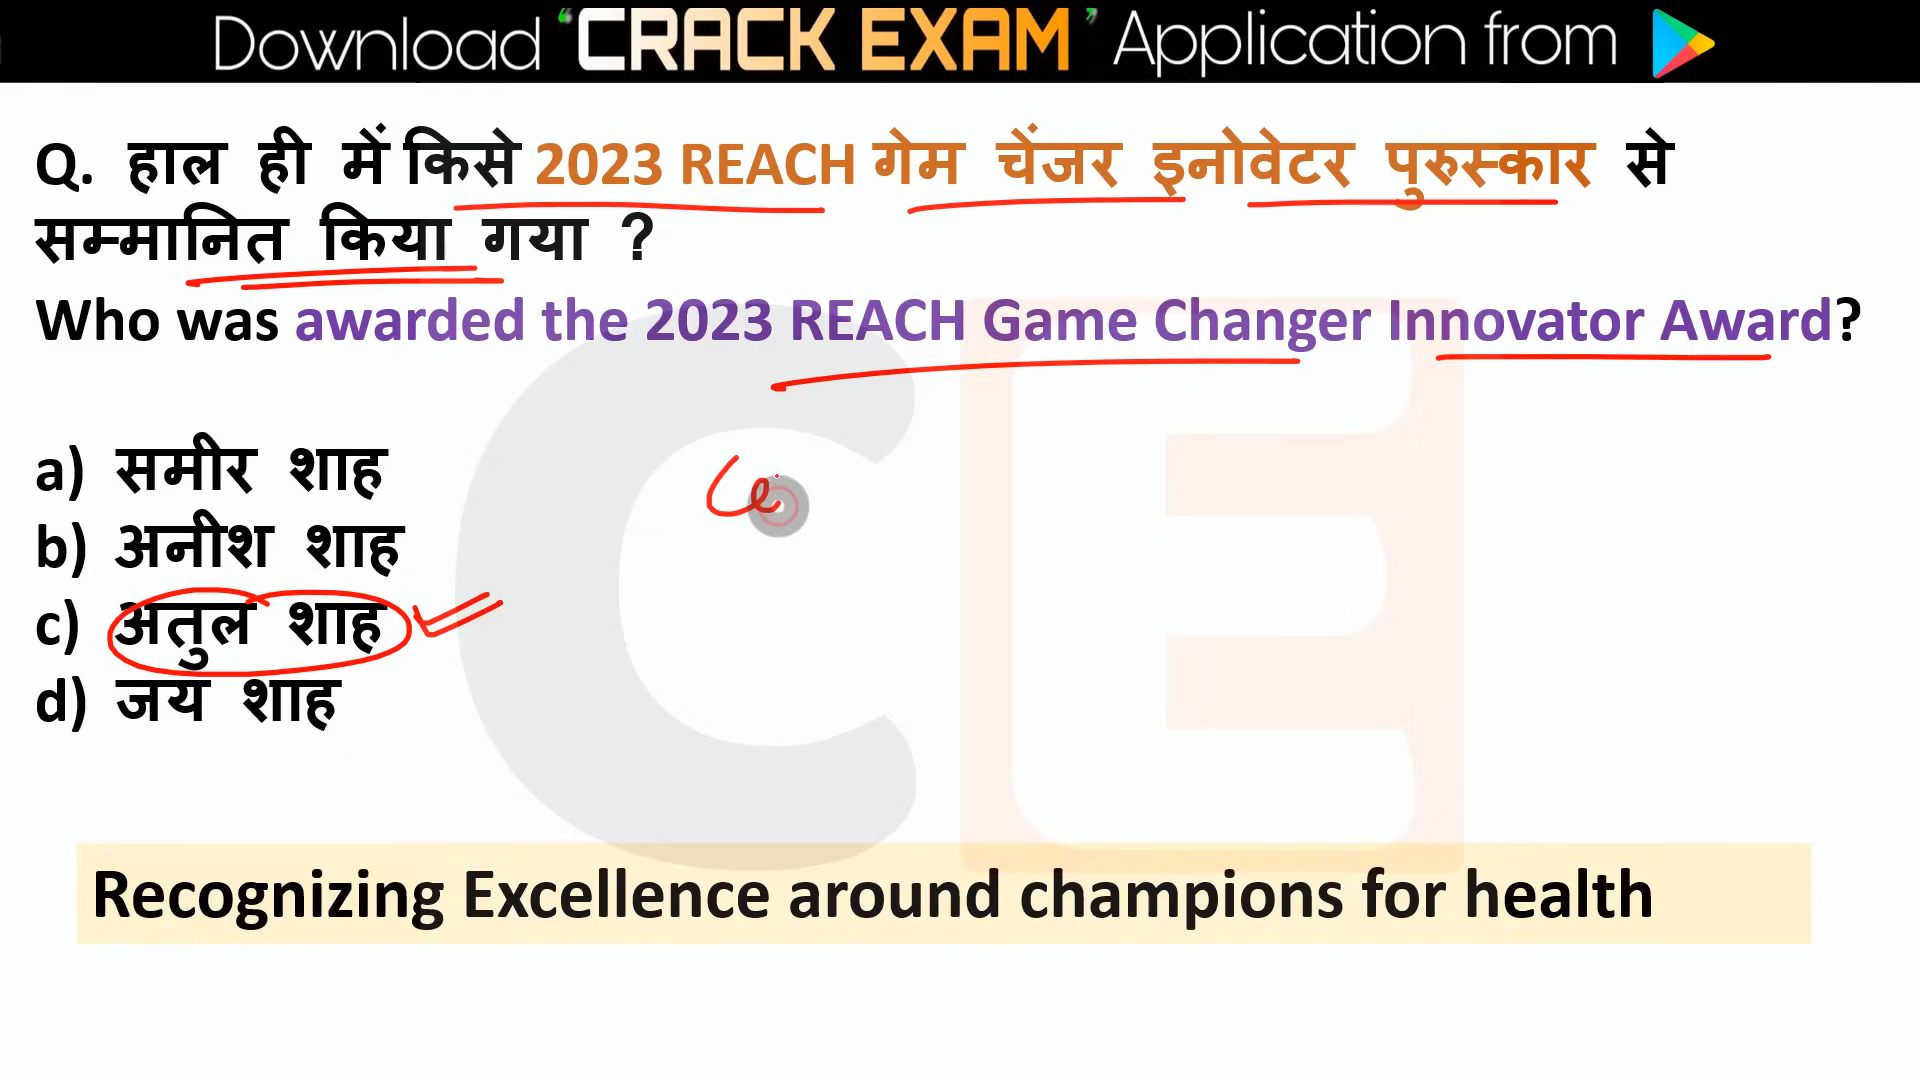 Download ‘CRACK EXAM’ Application from
Q. हाल ही में किसे 2023 REACH गेम चेंजर इनोवेटर पुरुस्कार से
सम्मानित किया गया ?
Who was awarded the 2023 REACH Game Changer Innovator Award?
a) समीर शाह
b) अनीश शाह
c) अतुल शाह
d) जय शाह
CE
Recognizing Excellence around champions for health